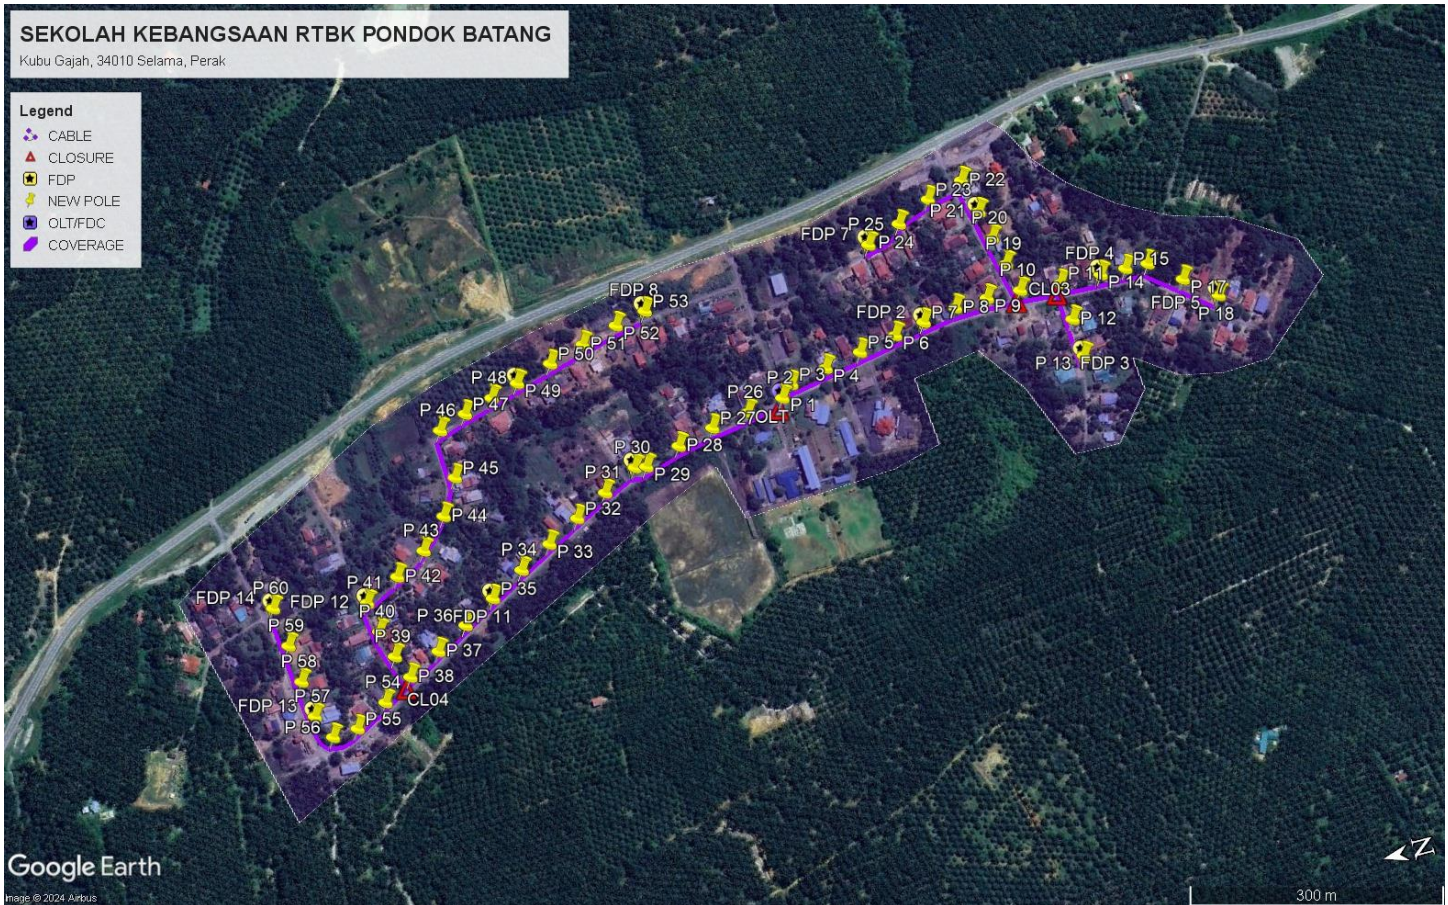 SEKOLAH KEBANGSAAN RTBK PONDOK BATANG
Kubu Gajah, 34010 Selama, Perak
Legend
CABLE
CLOSURE
FDP
NEW POLE
OLT/FDC
COVERAGE
P 22
P 23
P 21
P 20
P 25
FDP 7
P 24
P 19
P 10
FDP 4
P 15
P 11
P 14
CL03
P 17
FDP 5
P 18
FDP 8
P 53
FDP 2
P 7
P 8
P 9
P 12
P 52
P 51
P 5
P 6
P 50
P 13
FDP 3
P 48
P 49
P 3
P 4
P 2
P 26
P 1
P 46
P 47
P 27
OLT
P 28
P 30
P 29
P 45
P 31
P 32
P 44
P 43
P 34
P 33
P 42
P 35
P 41
P 60
FDP 14
FDP 12
P 40
P 36
FDP 11
P 59
P 39
P 37
P 58
P 38
P 54
CL04
P 57
FDP 13
P 55
P 56
Google Earth
Image © 2024 Airbus
N
300 m